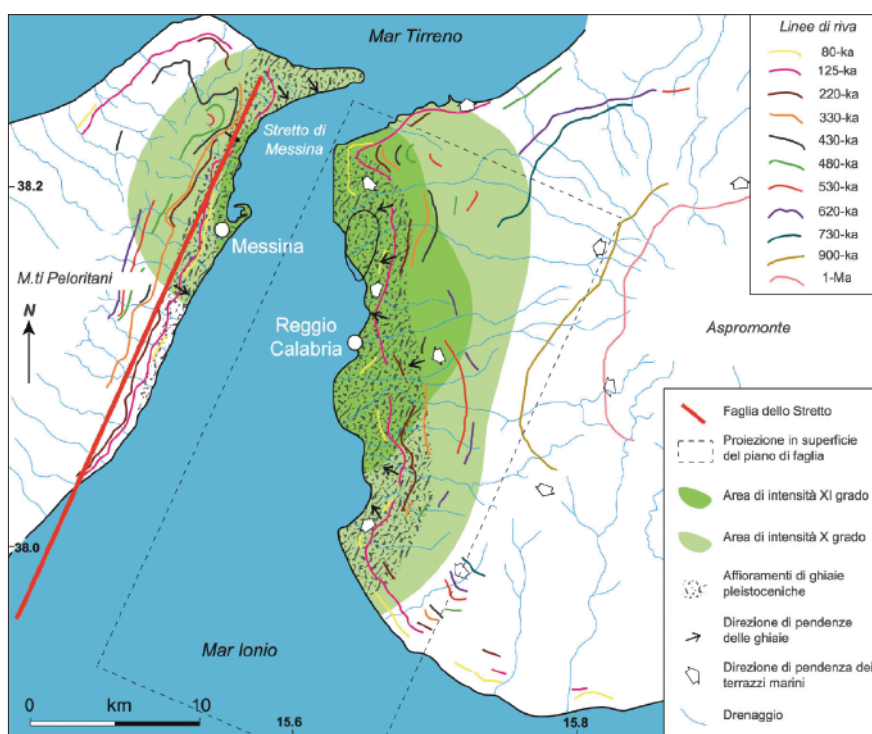 Mar Tirreno
Stretto di
Messina
38.2
Messina
M.ti Peloritani
N
Reggio
Calabria
Aspromonte
38.0
Mar Ionio
0 km 10
15.6
15.8
Linee di riva
80-ka
125-ka
220-ka
330-ka
430-ka
480-ka
530-ka
620-ka
730-ka
900-ka
1-Ma
Faglia dello Stretto
Proiezione in superficie
del piano di faglia
Area di intensità XI grado
Area di intensità X grado
Affioramenti di ghiaie
pleistoceniche
Direzione di pendenze
delle ghiaie
Direzione di pendenza dei
terrazzi marini
Drenaggio